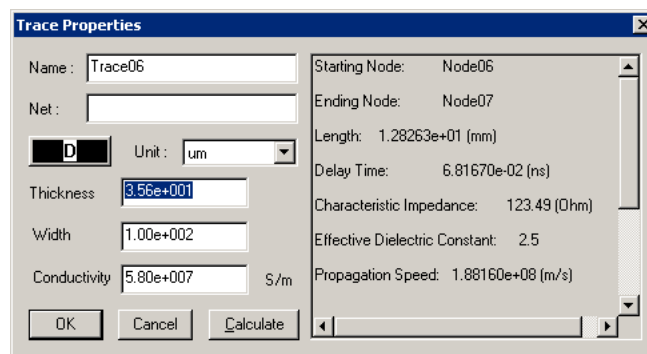 Trace Properties
Name : Trace06
Net :
D Unit : um
Thickness 3.56e+001
Width 1.00e+002
Conductivity 5.80e+007 S/m
OK Cancel Calculate
Starting Node: Node06
Ending Node: Node07
Length: 1.28263e+01 (mm)
Delay Time: 6.81670e-02 (ns)
Characteristic Impedance: 123.49 (Ohm)
Effective Dielectric Constant: 2.5
Propagation Speed: 1.88160e+08 (m/s)